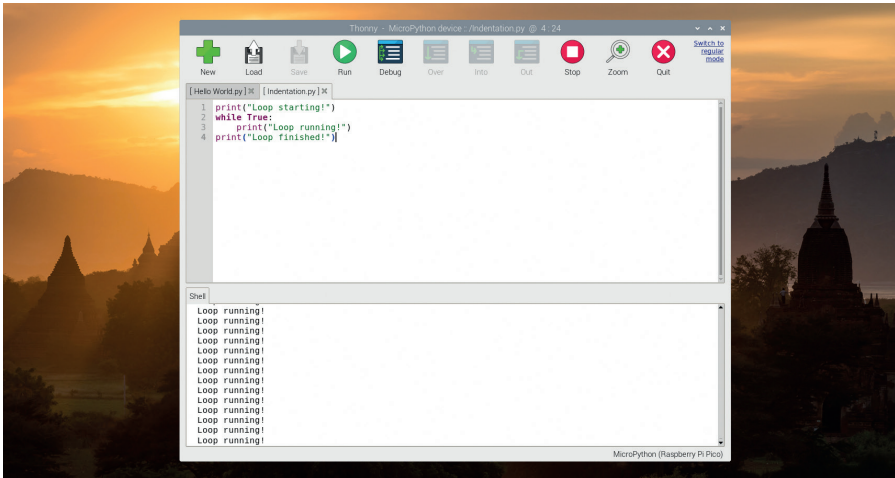 Thonny - MicroPython device :: /Indentation.py @ 4 : 24
New Load Save Run Debug Over Into Out Stop Zoom Quit
Switch to
regular
mode
[ Hello World.py ] [ Indentation.py ]
1 print("Loop starting!")
2 while True:
3     print("Loop running!")
4 print("Loop finished!")
Shell
Loop running!
Loop running!
Loop running!
Loop running!
Loop running!
Loop running!
Loop running!
Loop running!
Loop running!
Loop running!
Loop running!
Loop running!
Loop running!
Loop running!
MicroPython (Raspberry Pi Pico)